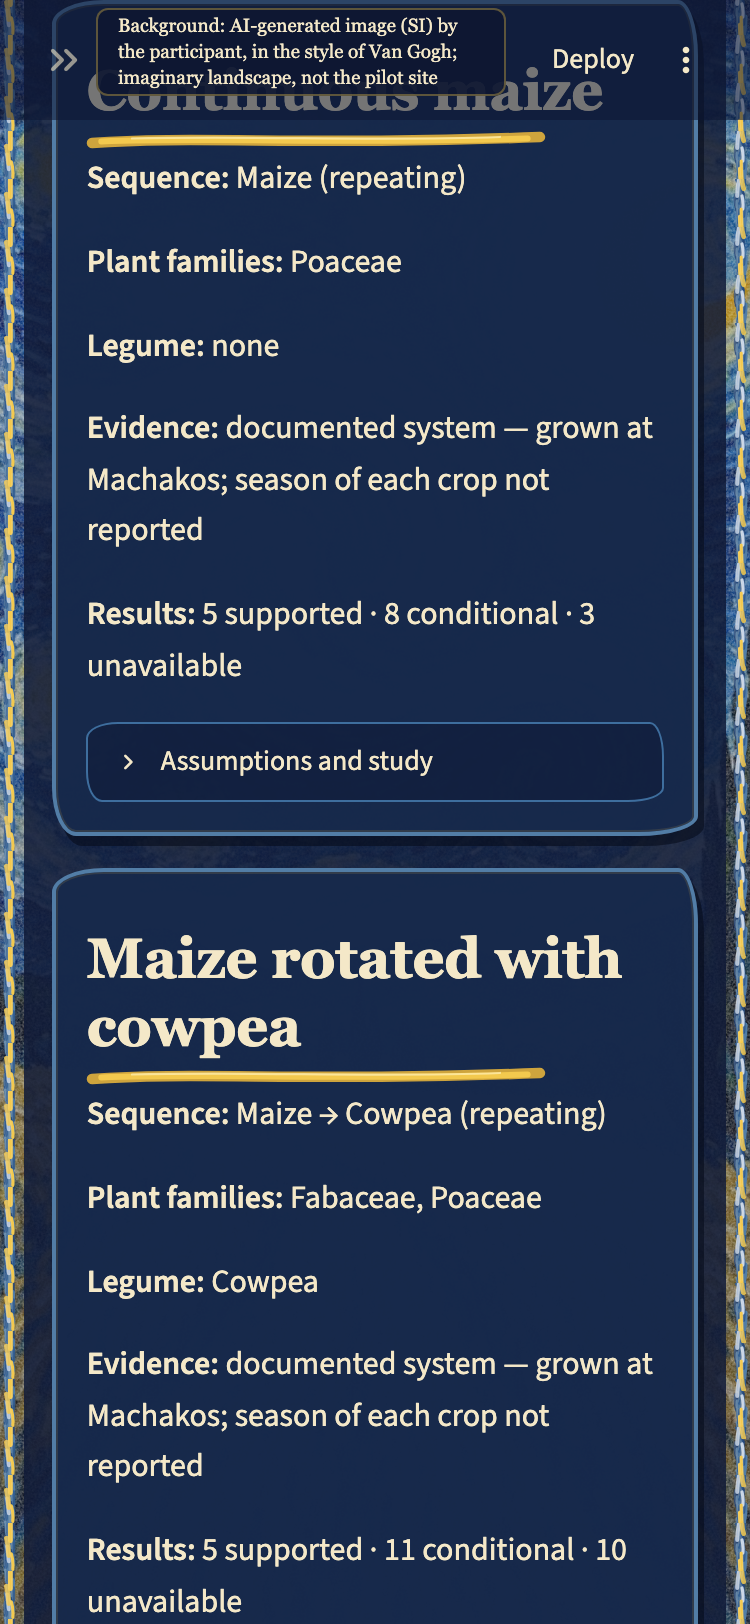 Background: AI-generated image (SI) by
the participant, in the style of Van Gogh;
imaginary landscape, not the pilot site
Deploy
Continuous maize
Sequence: Maize (repeating)
Plant families: Poaceae
Legume: none
Evidence: documented system — grown at
Machakos; season of each crop not
reported
Results: 5 supported · 8 conditional · 3
unavailable
Assumptions and study
Maize rotated with
cowpea
Sequence: Maize → Cowpea (repeating)
Plant families: Fabaceae, Poaceae
Legume: Cowpea
Evidence: documented system — grown at
Machakos; season of each crop not
reported
Results: 5 supported · 11 conditional · 10
unavailable